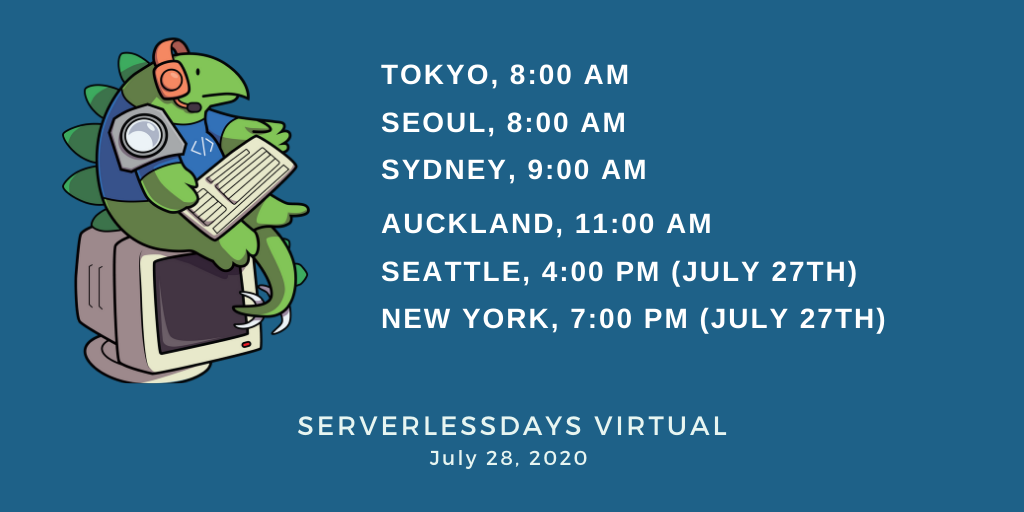 TOKYO, 8:00 AM
SEOUL, 8:00 AM
SYDNEY, 9:00 AM
AUCKLAND, 11:00 AM
SEATTLE, 4:00 PM (JULY 27TH)
NEW YORK, 7:00 PM (JULY 27TH)
</>
SERVERLESSDAYS VIRTUAL
July 28, 2020